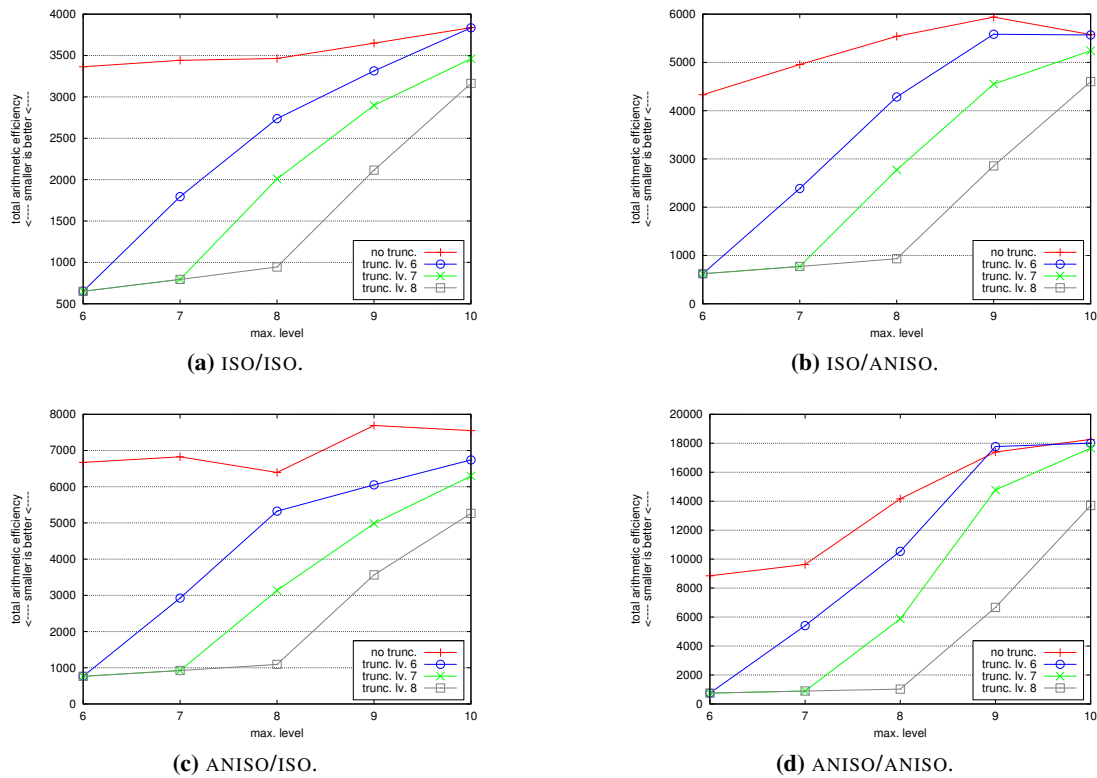 4000
3500
3000
2500
2000
1500
1000
500
6 7 8 9 10
total arithmetic efficiency
<---- smaller is better <----
max. level
no trunc.
trunc. lv. 6
trunc. lv. 7
trunc. lv. 8
(a) ISO/ISO.
6000
5000
4000
3000
2000
1000
0
6 7 8 9 10
total arithmetic efficiency
<---- smaller is better <----
max. level
no trunc.
trunc. lv. 6
trunc. lv. 7
trunc. lv. 8
(b) ISO/ANISO.
8000
7000
6000
5000
4000
3000
2000
1000
0
6 7 8 9 10
total arithmetic efficiency
<---- smaller is better <----
max. level
no trunc.
trunc. lv. 6
trunc. lv. 7
trunc. lv. 8
(c) ANISO/ISO.
20000
18000
16000
14000
12000
10000
8000
6000
4000
2000
0
6 7 8 9 10
total arithmetic efficiency
<---- smaller is better <----
max. level
no trunc.
trunc. lv. 6
trunc. lv. 7
trunc. lv. 8
(d) ANISO/ANISO.